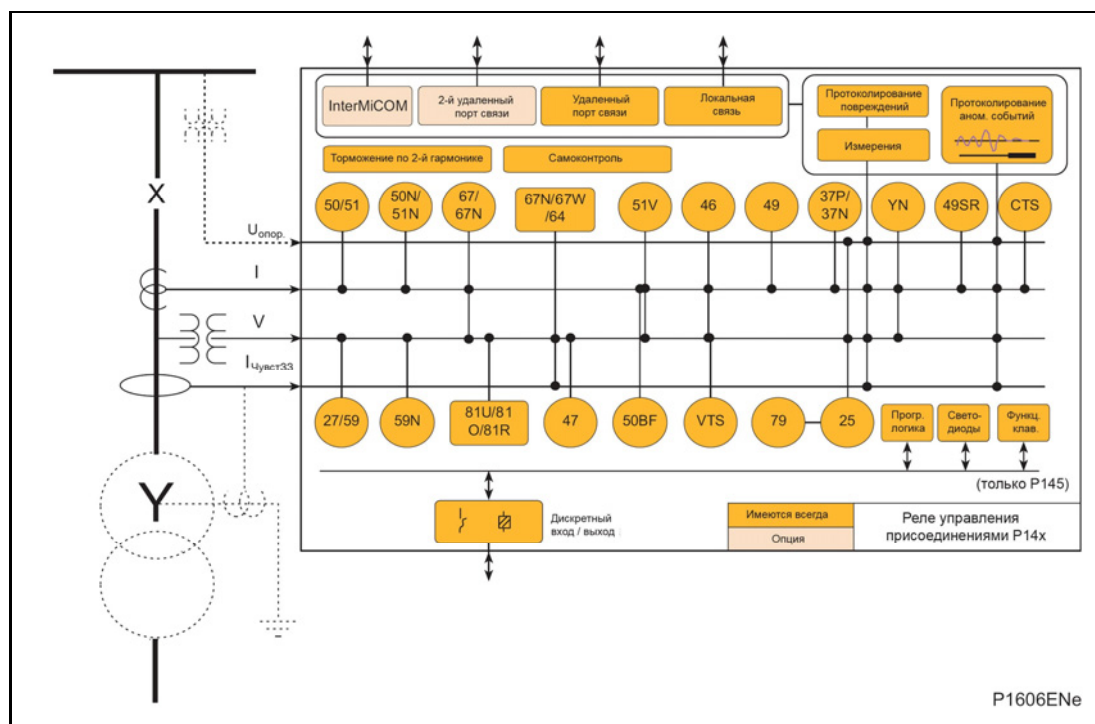 InterMiCOM
2-й удаленный
порт связи
Удаленный
порт связи
Локальная
связь
Протоколирование
повреждений
Измерения
Протоколирование
аном. событий
Торможение по 2-й гармонике
Самоконтроль
X
50/51
50N/
51N
67/
67N
67N/67W
/64
51V
46
49
37P/
37N
YN
49SR
CTS
Uопор.
I
V
IЧувстЗЗ
27/59
59N
81U/81
O/81R
47
50BF
VTS
79
25
Прогр.
логика
Свето-
диоды
Функц.
клав.
(только P145)
Y
Дискретный
вход / выход
Имеются всегда
Опция
Реле управления
присоединениями P14x
P1606ENe